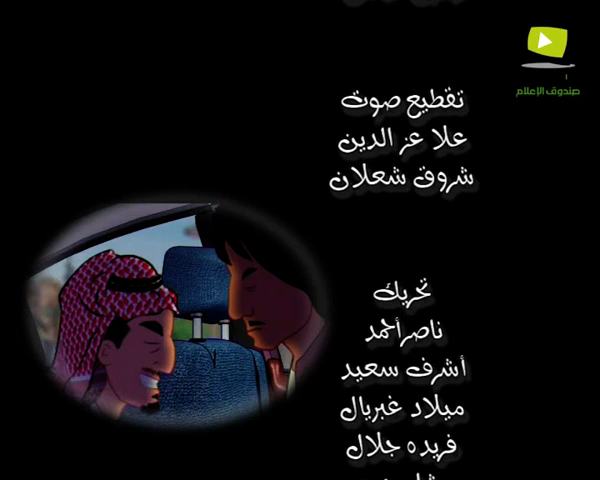 صندوق الإعلام
تقطيع صوت
علا عز الدين
شروق شعلان
تحريك
ناصر أحمد
أشرف سعيد
ميلاد غبريال
فريده جلال